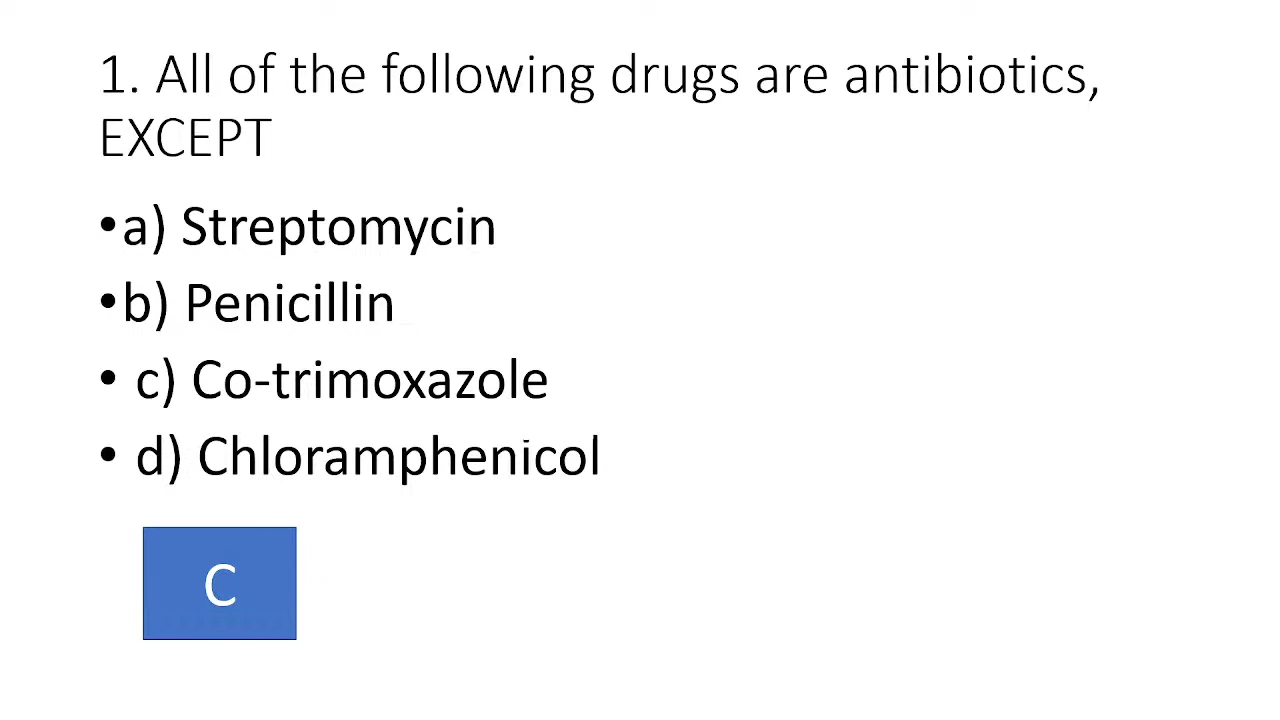 1. All of the following drugs are antibiotics,
EXCEPT
•a) Streptomycin
•b) Penicillin
• c) Co-trimoxazole
• d) Chloramphenicol
C